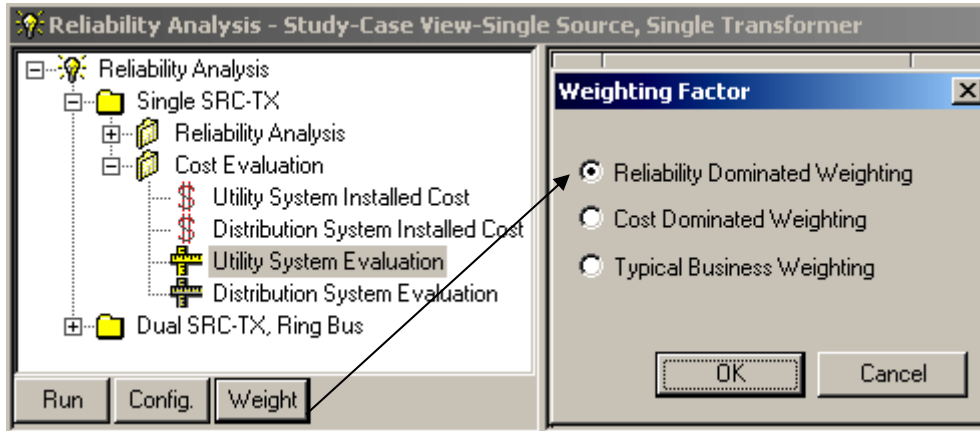 Reliability Analysis - Study-Case View-Single Source, Single Transformer
Reliability Analysis
Single SRC-TX
Reliability Analysis
Cost Evaluation
Utility System Installed Cost
Distribution System Installed Cost
Utility System Evaluation
Distribution System Evaluation
Dual SRC-TX, Ring Bus
Run
Config.
Weight
Weighting Factor
Reliability Dominated Weighting
Cost Dominated Weighting
Typical Business Weighting
OK
Cancel